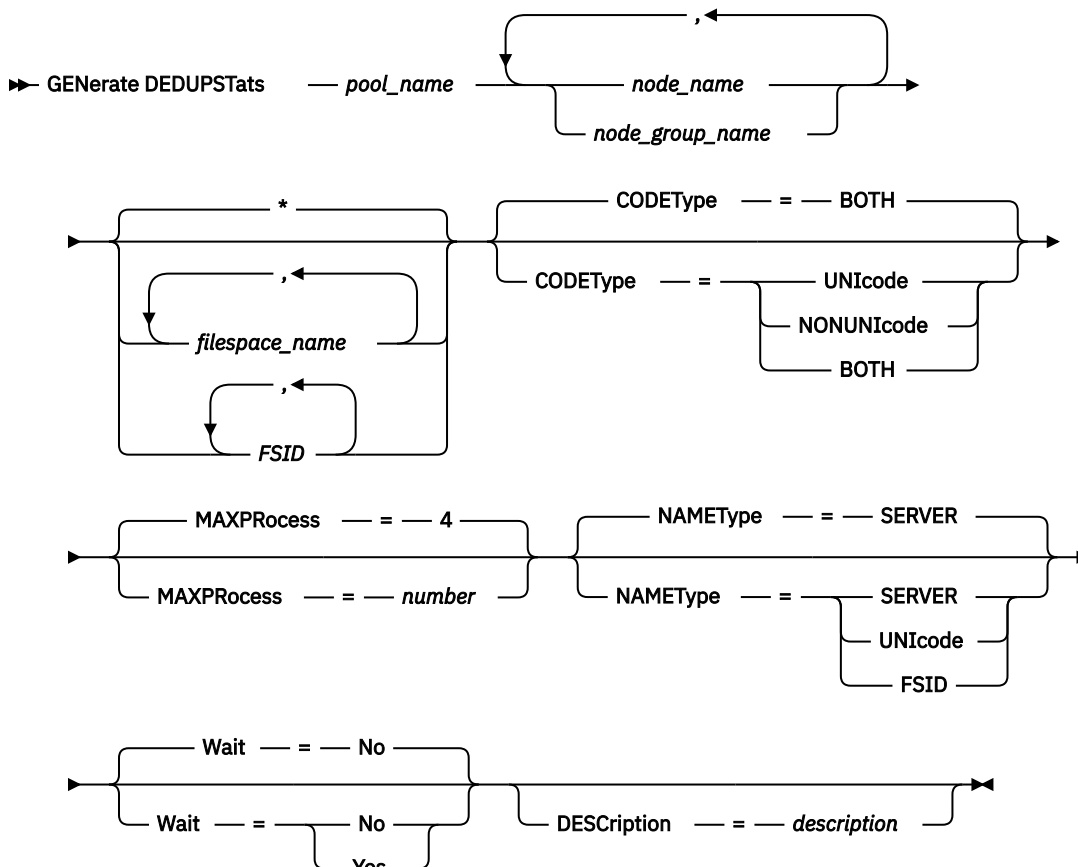 ,
GENerate DEDUPSTats pool_name node_name
node_group_name
*
CODEType = BOTH
,
CODEType = UNIcode
filespace_name
NONUNIcode
BOTH
,
FSID
MAXPRocess = 4
NAMEType = SERVER
MAXPRocess = number
NAMEType = SERVER
UNIcode
FSID
Wait = No
Wait = No
DESCription = description
Yes